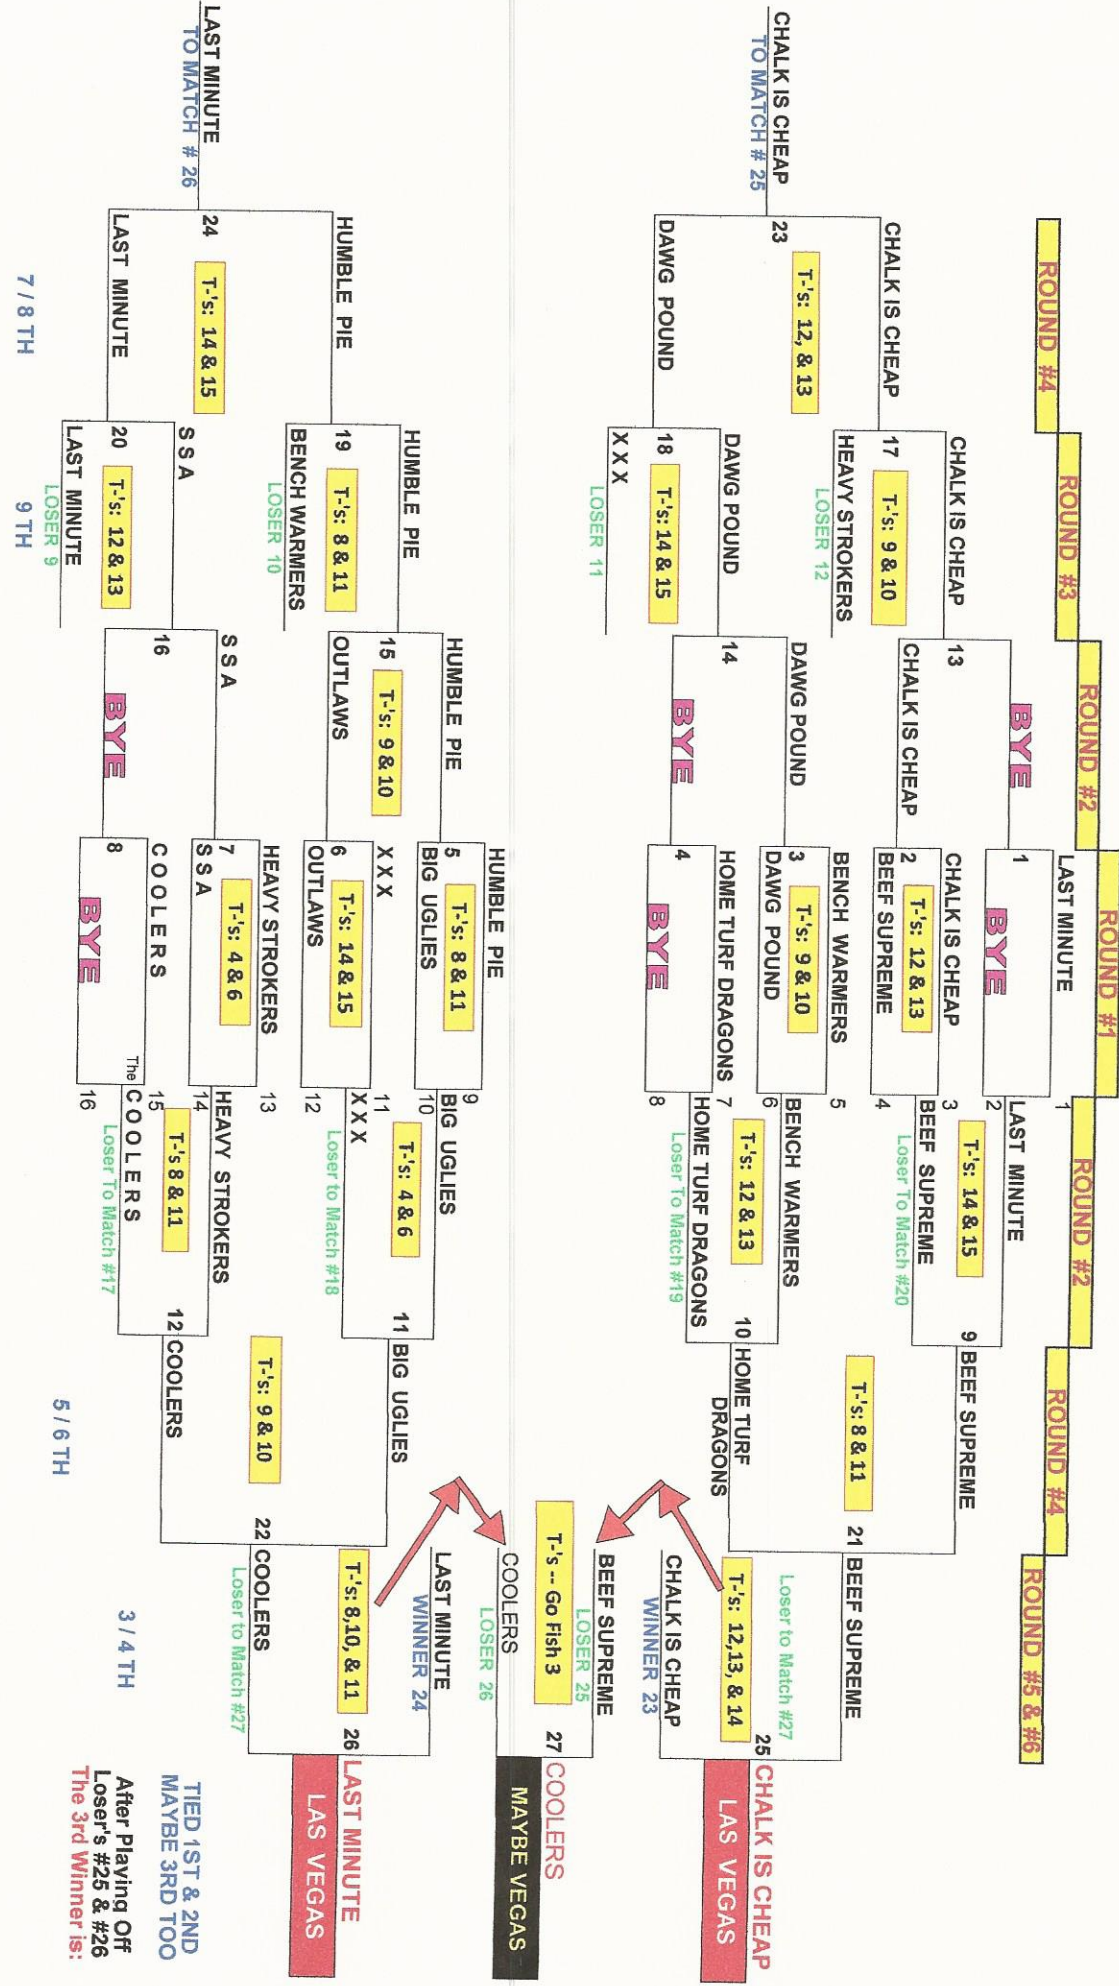 ROUND #4
ROUND #3
ROUND #2
ROUND #1
ROUND #2
ROUND #4
ROUND #5 & #6
LAST MINUTE
1
BYE
1
BYE
2
LAST MINUTE
CHALK IS CHEAP
13
CHALK IS CHEAP
3
T-'s: 14 & 15
9
BEEF SUPREME
2
T-'s: 12 & 13
BEEF SUPREME
4
BEEF SUPREME
Loser To Match #20
CHALK IS CHEAP
CHALK IS CHEAP
17
T-'s: 9 & 10
HEAVY STROKERS
LOSER 12
T-'s: 8 & 11
21
BEEF SUPREME
Loser to Match #27
BENCH WARMERS
5
3
T-'s: 9 & 10
DAWG POUND
6
BENCH WARMERS
DAWG POUND
CHALK IS CHEAP
TO MATCH # 25
23
T-'s: 12, & 13
25
CHALK IS CHEAP
LAS VEGAS
T-'s: 12,13, & 14
T-'s: 12 & 13
10
HOME TURF
DRAGONS
DAWG POUND
14
BYE
HOME TURF DRAGONS
7
4
BYE
8
HOME TURF DRAGONS
Loser To Match #19
DAWG POUND
18
T-'s: 14 & 15
X X X
LOSER 11
CHALK IS CHEAP
WINNER 23
BEEF SUPREME
LOSER 25
T-'s -- Go Fish 3
27
COOLERS
MAYBE VEGAS
COOLERS
LOSER 26
HUMBLE PIE
9
5
T-'s: 8 & 11
BIG UGLIES
10
BIG UGLIES
HUMBLE PIE
T-'s: 4 & 6
11
BIG UGLIES
15
T-'s: 9 & 10
OUTLAWS
X X X
11
6
T-'s: 14 & 15
OUTLAWS
12
X X X
Loser to Match #18
HUMBLE PIE
19
T-'s: 8 & 11
BENCH WARMERS
LOSER 10
HUMBLE PIE
LAST MINUTE
WINNER 24
T-'s: 8,10, & 11
26
LAST MINUTE
LAS VEGAS
HEAVY STROKERS
13
7
T-'s: 4 & 6
S S A
14
HEAVY STROKERS
T-'s: 9 & 10
22
COOLERS
Loser to Match #27
S S A
16
BYE
C O O L E R S
15
T-'s 8 & 11
12
COOLERS
8
BYE
16
The C O O L E R S
Loser To Match #17
LAST MINUTE
TO MATCH # 26
24
T-'s: 14 & 15
LAST MINUTE
S S A
20
T-'s: 12 & 13
LAST MINUTE
LOSER 9
7 / 8 TH
9 TH
5 / 6 TH
3 / 4 TH
TIED 1ST & 2ND
MAYBE 3RD TOO
After Playing Off
Loser's #25 & #26
The 3rd Winner is: